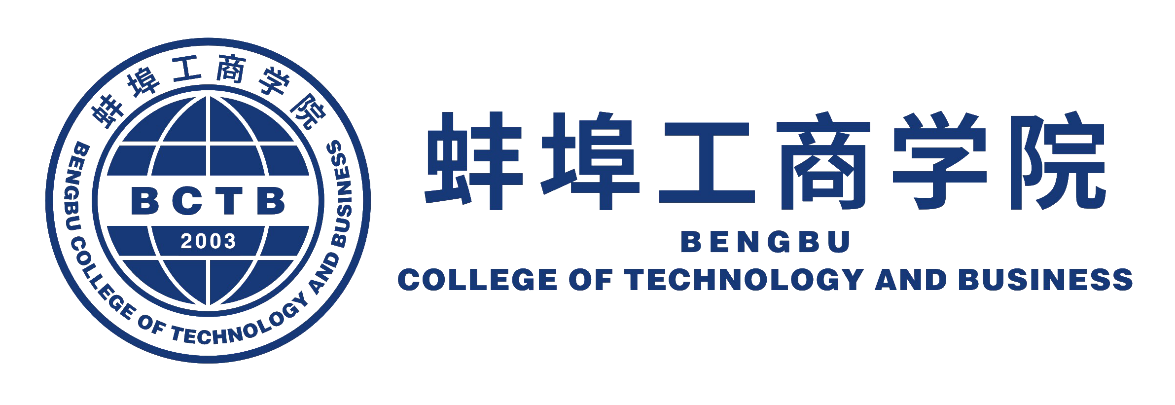 蚌埠工商学院
BCTB
2003
BENGBU COLLEGE OF TECHNOLOGY AND BUSINESS
蚌埠工商学院
BENGBU
COLLEGE OF TECHNOLOGY AND BUSINESS